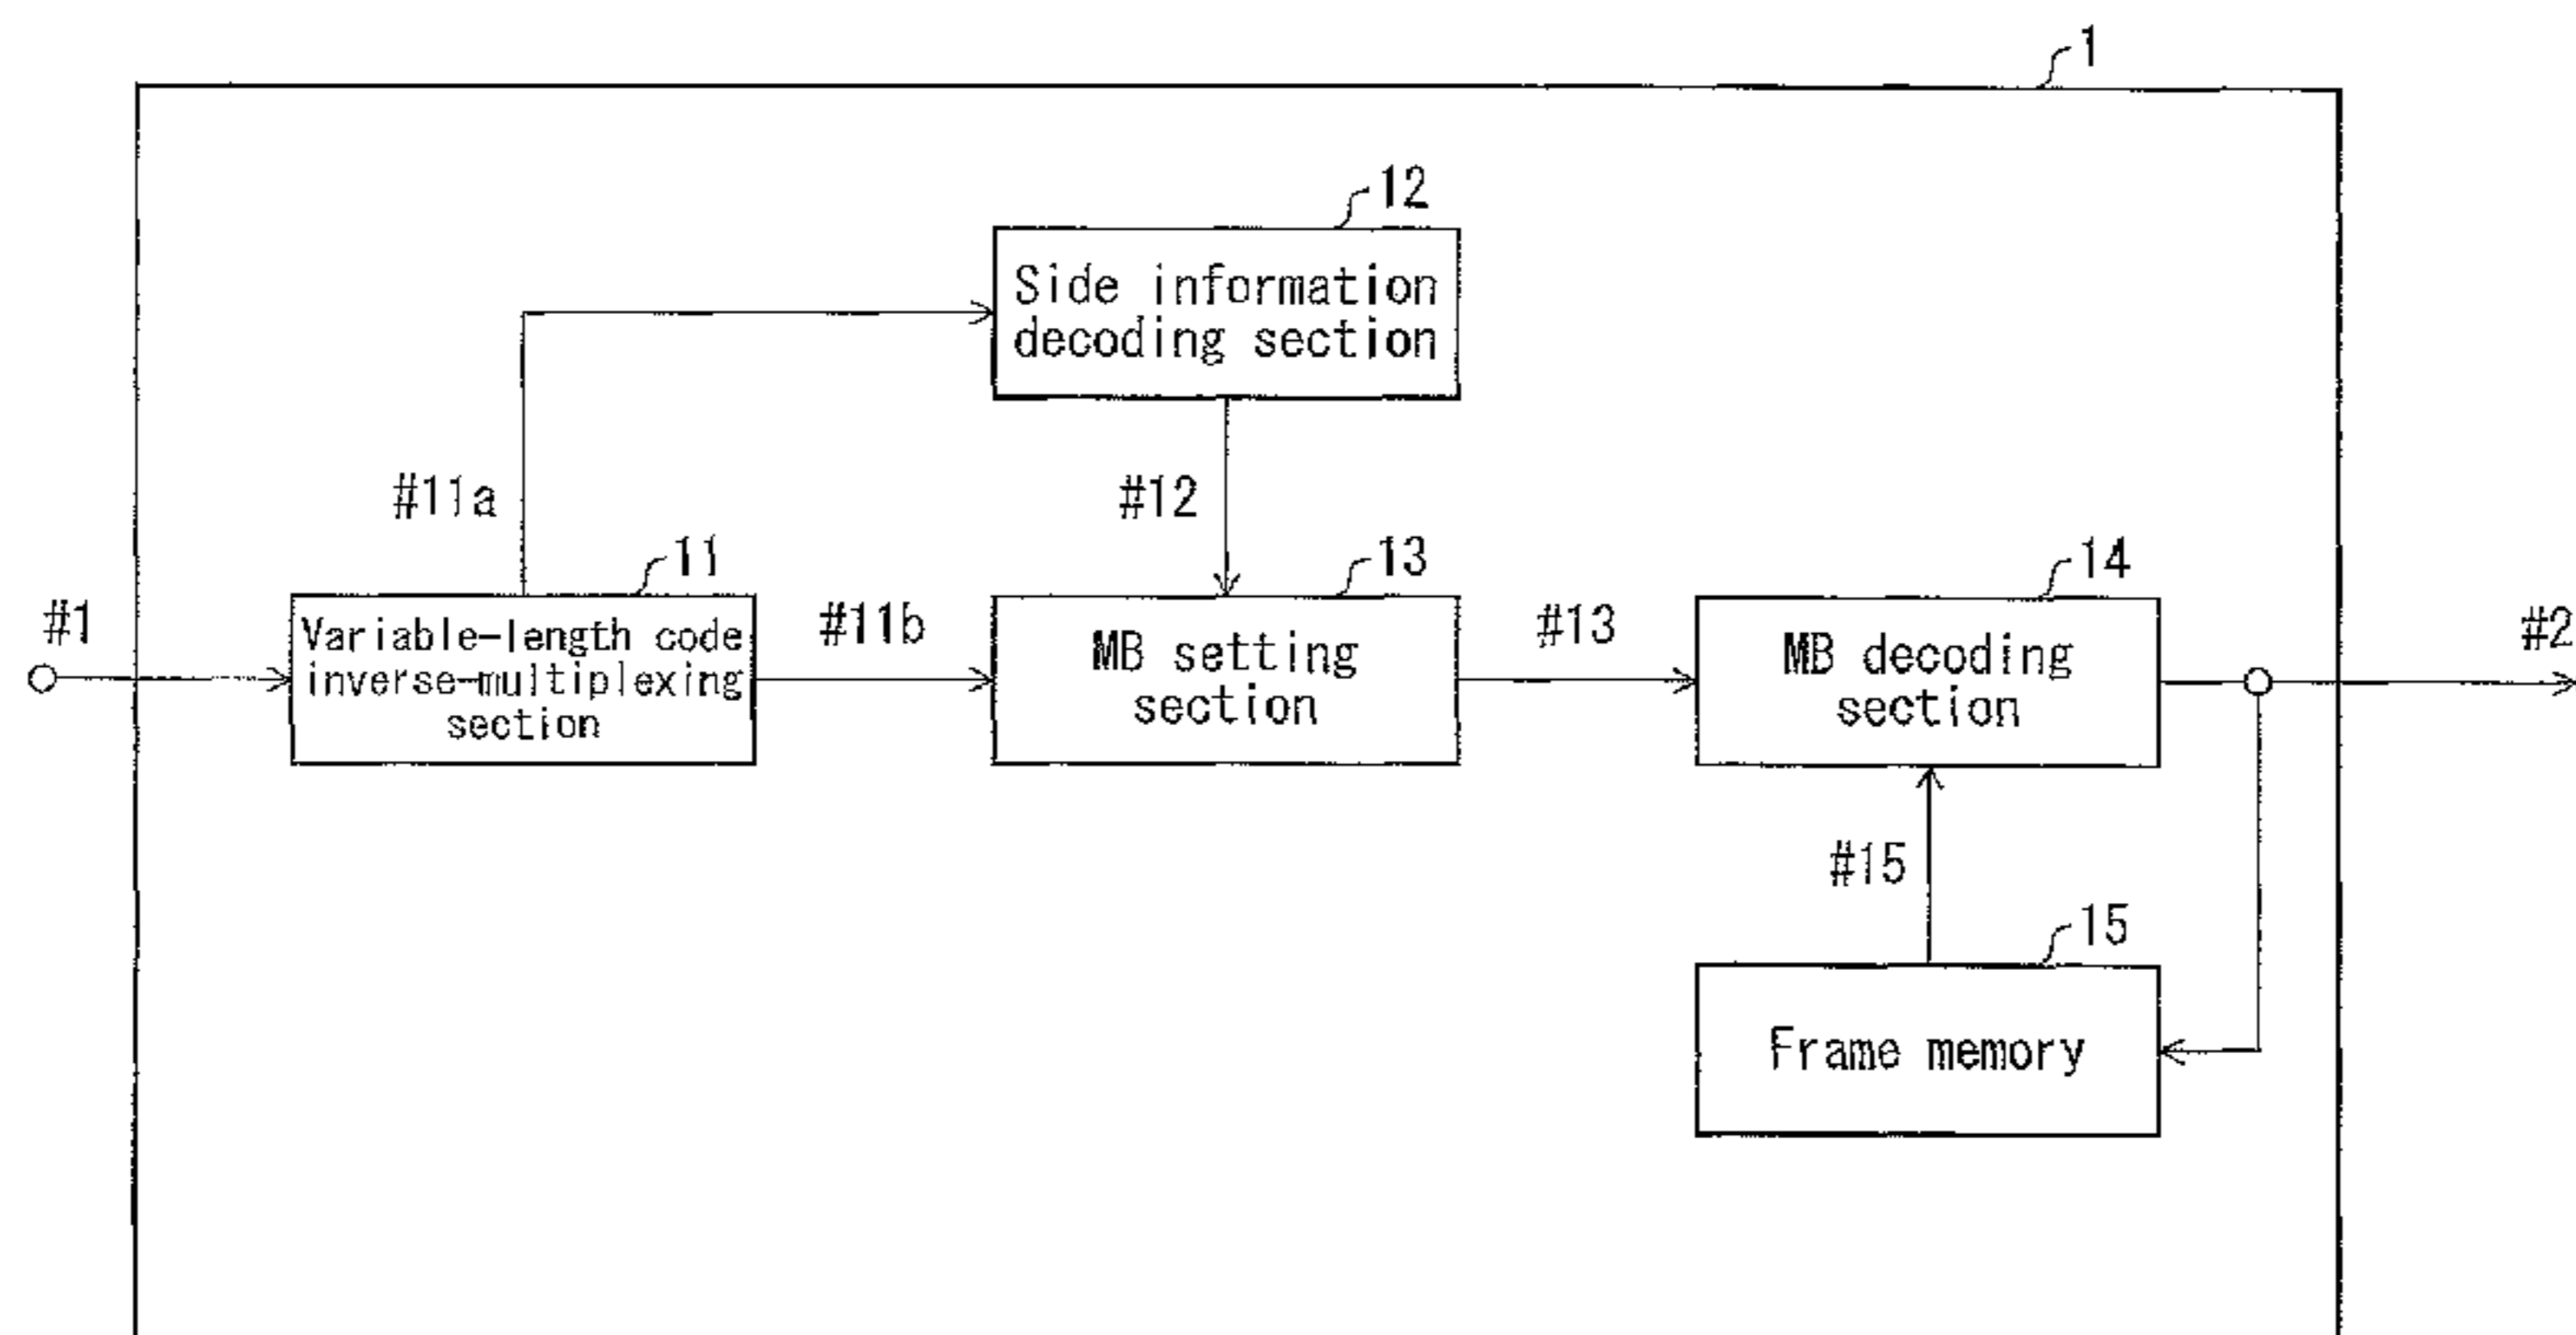 1
12
Side information
decoding section
#11a
#12
11
13
14
#1
Variable-length code
inverse-multiplexing
section
#11b
MB setting
section
#13
MB decoding
section
#2
#15
15
Frame memory